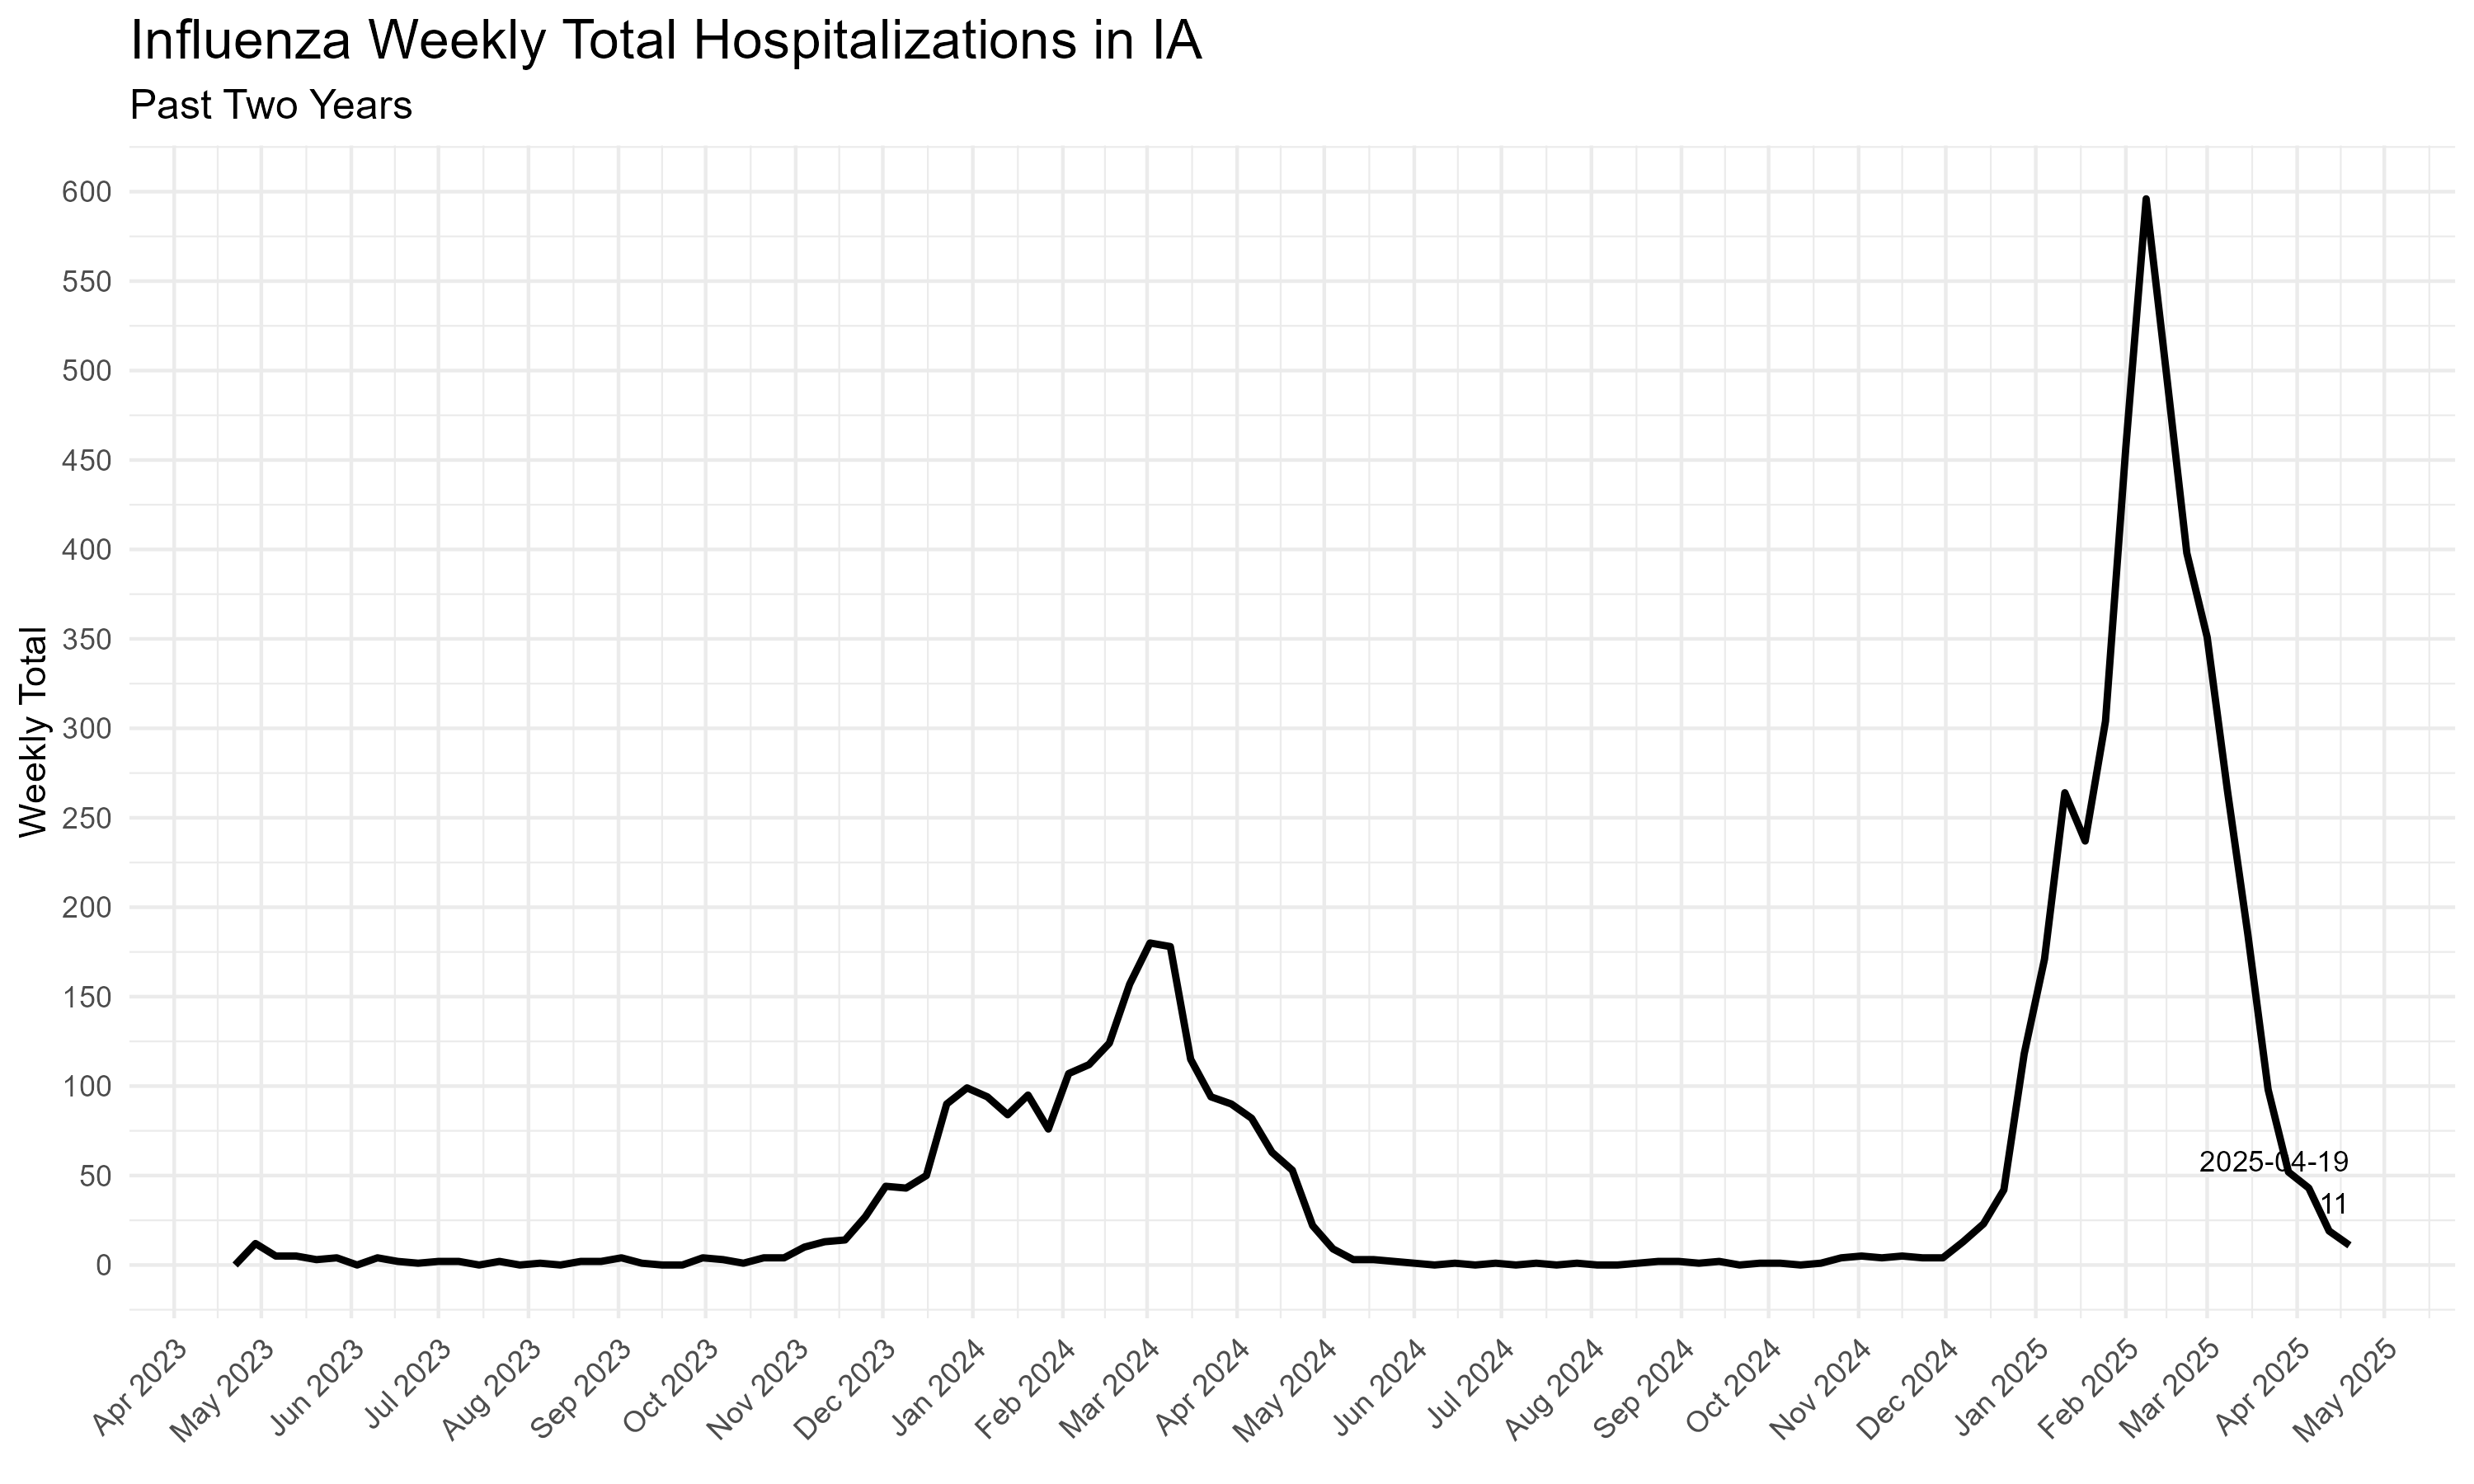 Influenza Weekly Total Hospitalizations in IA
Past Two Years
Weekly Total
600
550
500
450
400
350
300
250
200
150
100
50
0
2025-04-19
11
Apr 2023
May 2023
Jun 2023
Jul 2023
Aug 2023
Sep 2023
Oct 2023
Nov 2023
Dec 2023
Jan 2024
Feb 2024
Mar 2024
Apr 2024
May 2024
Jun 2024
Jul 2024
Aug 2024
Sep 2024
Oct 2024
Nov 2024
Dec 2024
Jan 2025
Feb 2025
Mar 2025
Apr 2025
May 2025